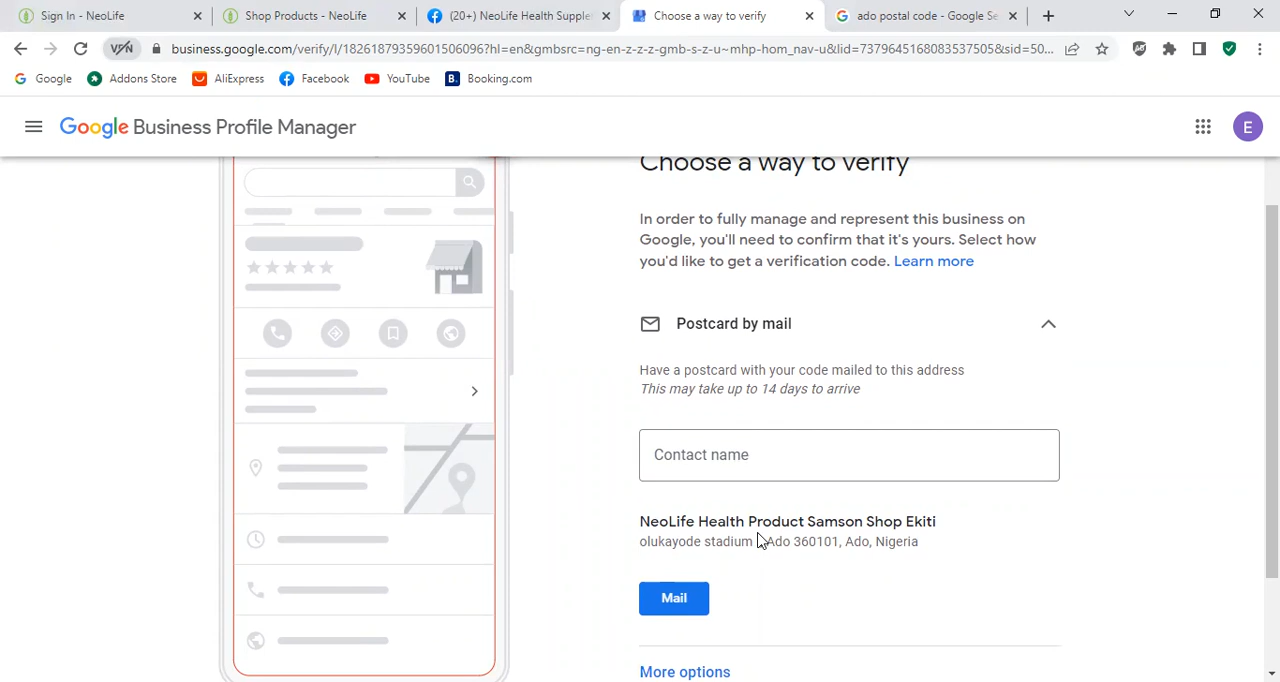 Sign In - NeoLife
Shop Products - NeoLife
(20+) NeoLife Health Supple
Choose a way to verify
ado postal code - Google Se
VPN
business.google.com/verify/l/18261879359601506096?hl=en&gmbsrc=ng-en-z-z-z-gmb-s-z-u~mhp-hom_nav-u&lid=7379645168083537505&sid=50...
Google
Addons Store
AliExpress
Facebook
YouTube
B.
Booking.com
Google Business Profile Manager
E
Choose a way to verify
In order to fully manage and represent this business on
Google, you'll need to confirm that it's yours. Select how
you'd like to get a verification code. Learn more
Postcard by mail
Have a postcard with your code mailed to this address
This may take up to 14 days to arrive
Contact name
NeoLife Health Product Samson Shop Ekiti
olukayode stadium Ado 360101, Ado, Nigeria
Mail
More options